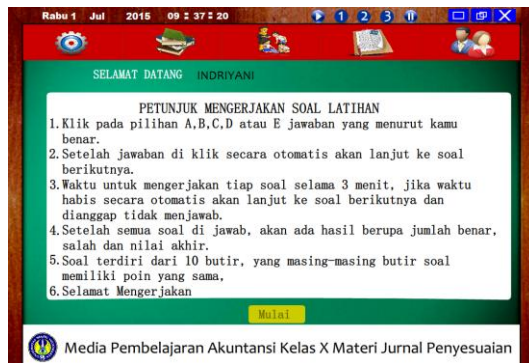 Rabu 1 Jul 2015 09 : 37 : 20 1 2 3
SELAMAT DATANG INDRIYANI
PETUNJUK MENGERJAKAN SOAL LATIHAN
1. Klik pada pilihan A,B,C,D atau E jawaban yang menurut kamu
benar.
2. Setelah jawaban di klik secara otomatis akan lanjut ke soal
berikutnya.
3. Waktu untuk mengerjakan tiap soal selama 3 menit, jika waktu
habis secara otomatis akan lanjut ke soal berikutnya dan
dianggap tidak menjawab.
4. Setelah semua soal di jawab, akan ada hasil berupa jumlah benar,
salah dan nilai akhir.
5. Soal terdiri dari 10 butir, yang masing-masing butir soal
memiliki poin yang sama,
6. Selamat Mengerjakan
Mulai
Media Pembelajaran Akuntansi Kelas X Materi Jurnal Penyesuaian